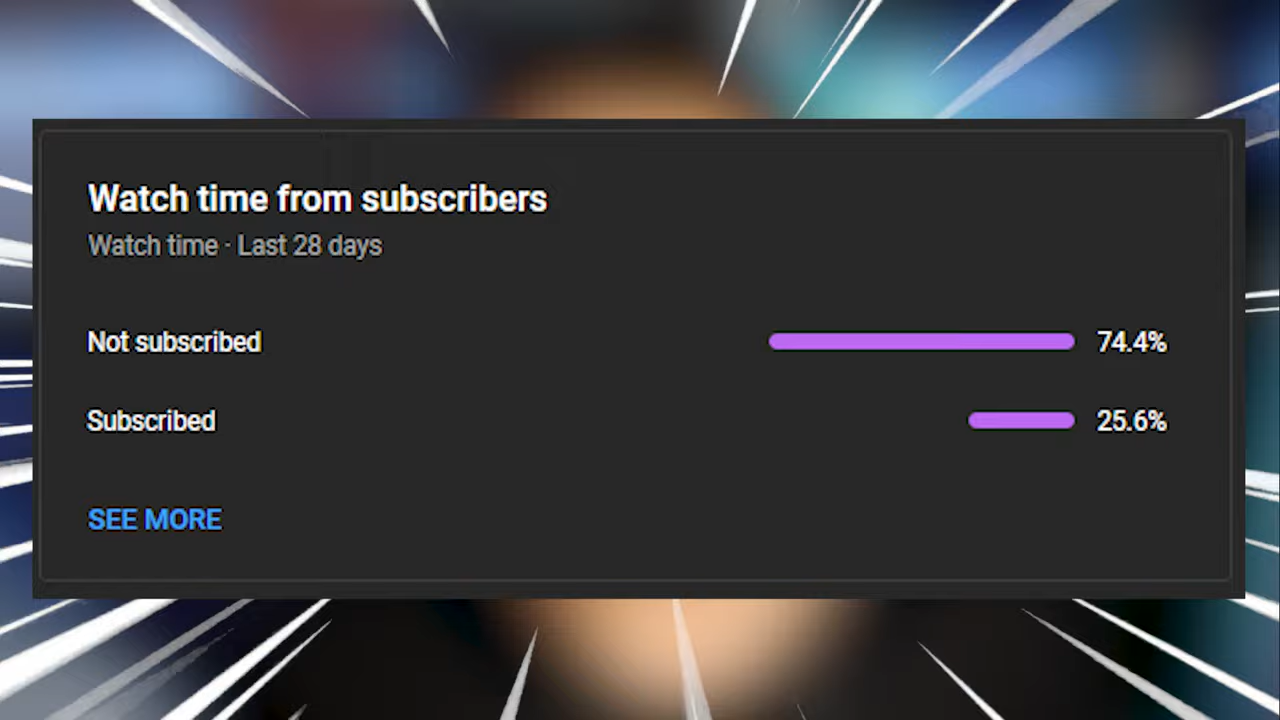 Watch time from subscribers
Watch time · Last 28 days
Not subscribed 74.4%
Subscribed 25.6%
SEE MORE